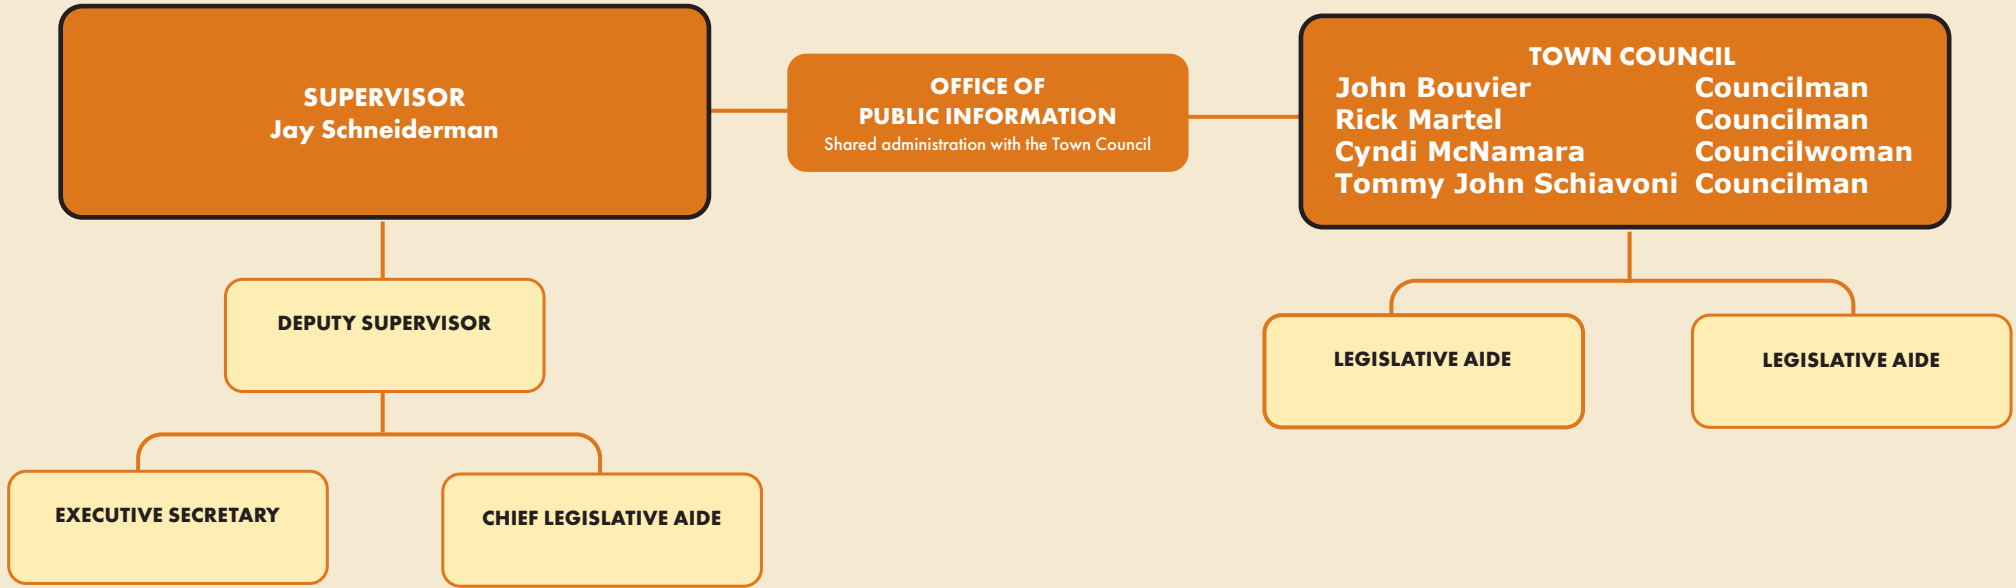 SUPERVISOR
Jay Schneiderman
OFFICE OF
PUBLIC INFORMATION
Shared administration with the Town Council
TOWN COUNCIL
John Bouvier Councilman
Rick Martel Councilman
Cyndi McNamara Councilwoman
Tommy John Schiavoni Councilman
DEPUTY SUPERVISOR
LEGISLATIVE AIDE
LEGISLATIVE AIDE
EXECUTIVE SECRETARY
CHIEF LEGISLATIVE AIDE